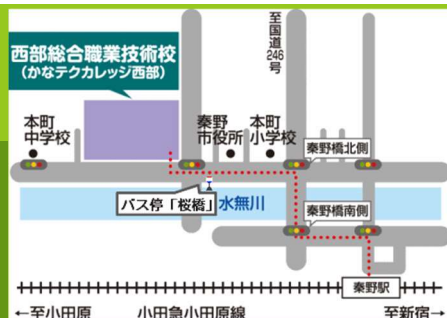 西部総合職業技術校
(かなテクカレッジ西部)
至国道246号
本町
中学校
秦野
市役所
本町
小学校
秦野橋北側
バス停「桜橋」
水無川
秦野橋南側
秦野駅
←至小田原
小田急小田原線
至新宿→